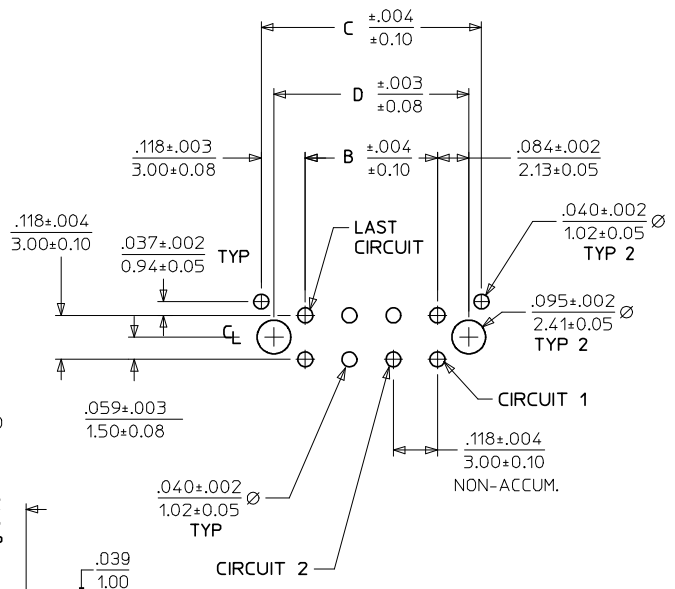 C ±.004
±0.10
D ±.003
±0.08
.118±.003
3.00±0.08
B ±.004
±0.10
.084±.002
2.13±0.05
.118±.004
3.00±0.10
.037±.002
0.94±0.05
TYP
LAST
CIRCUIT
.040±.002
1.02±0.05
Ø
TYP 2
.095±.002
2.41±0.05
Ø
TYP 2
CL
CIRCUIT 1
.059±.003
1.50±0.08
.118±.004
3.00±0.10
NON-ACCUM.
.040±.002
1.02±0.05
Ø
TYP
CIRCUIT 2
.039
1.00